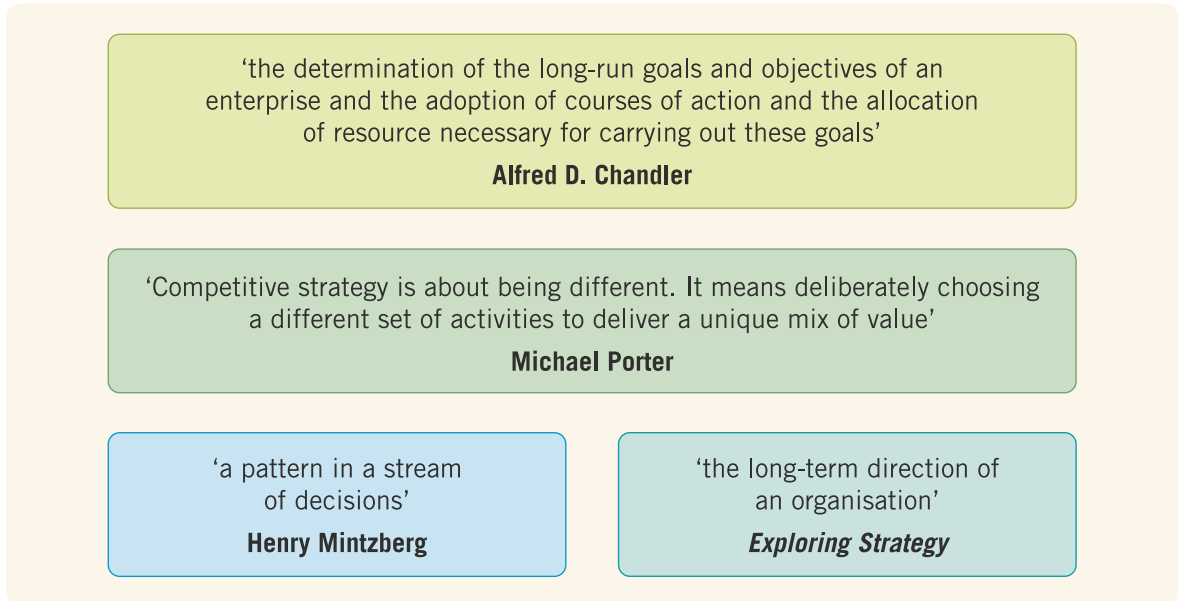 ‘the determination of the long-run goals and objectives of an
enterprise and the adoption of courses of action and the allocation
of resource necessary for carrying out these goals’
Alfred D. Chandler
‘Competitive strategy is about being different. It means deliberately choosing
a different set of activities to deliver a unique mix of value’
Michael Porter
‘a pattern in a stream
of decisions’
Henry Mintzberg
‘the long-term direction of
an organisation’
Exploring Strategy